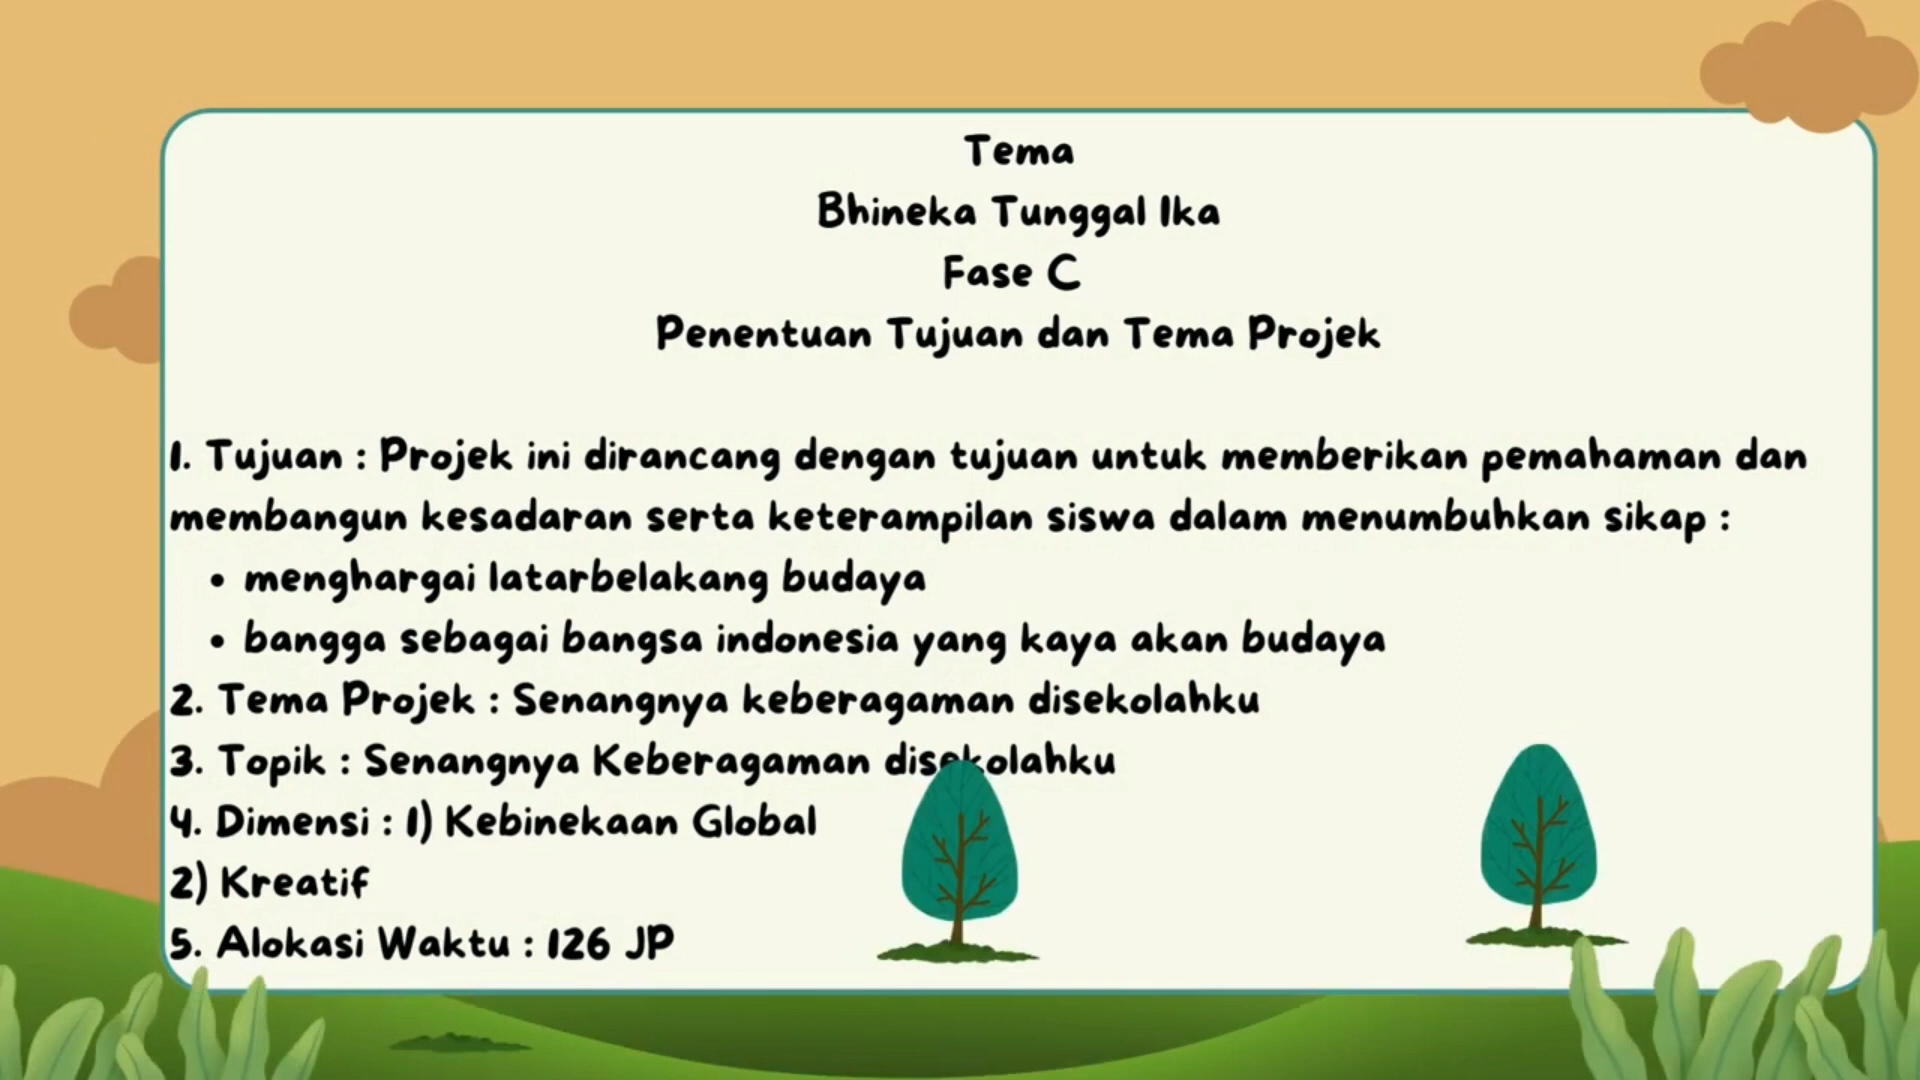 Tema
Bhineka Tunggal Ika
Fase C
Penentuan Tujuan dan Tema Projek
1. Tujuan : Projek ini dirancang dengan tujuan untuk memberikan pemahaman dan
membangun kesadaran serta keterampilan siswa dalam menumbuhkan sikap :
• menghargai latarbelakang budaya
• bangga sebagai bangsa indonesia yang kaya akan budaya
2. Tema Projek : Senangnya keberagaman disekolahku
3. Topik : Senangnya Keberagaman disekolahku
4. Dimensi : 1) Kebinekaan Global
2) Kreatif
5. Alokasi Waktu : 126 JP